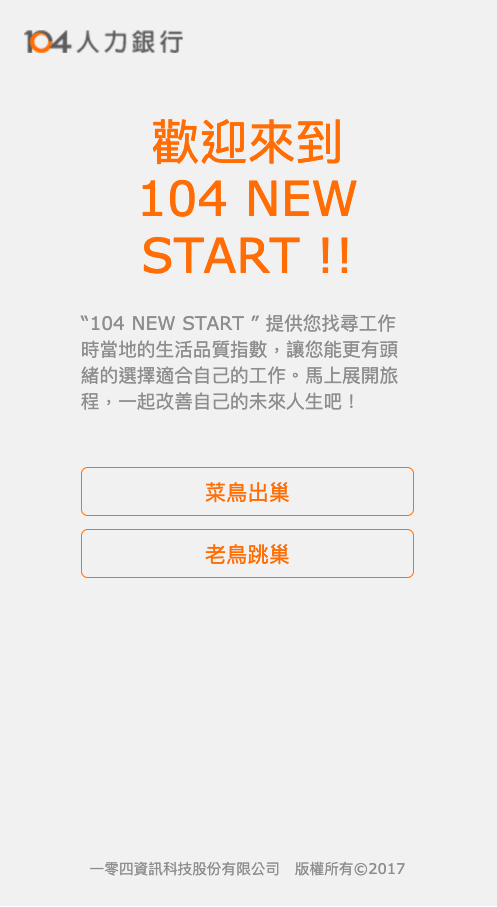 104人力銀行
歡迎來到
104 NEW
START !!
“104 NEW START ” 提供您找尋工作
時當地的生活品質指數，讓您能更有頭
緒的選擇適合自己的工作。馬上展開旅
程，一起改善自己的未來人生吧！
菜鳥出巢
老鳥跳巢
一零四資訊科技股份有限公司　版權所有©2017